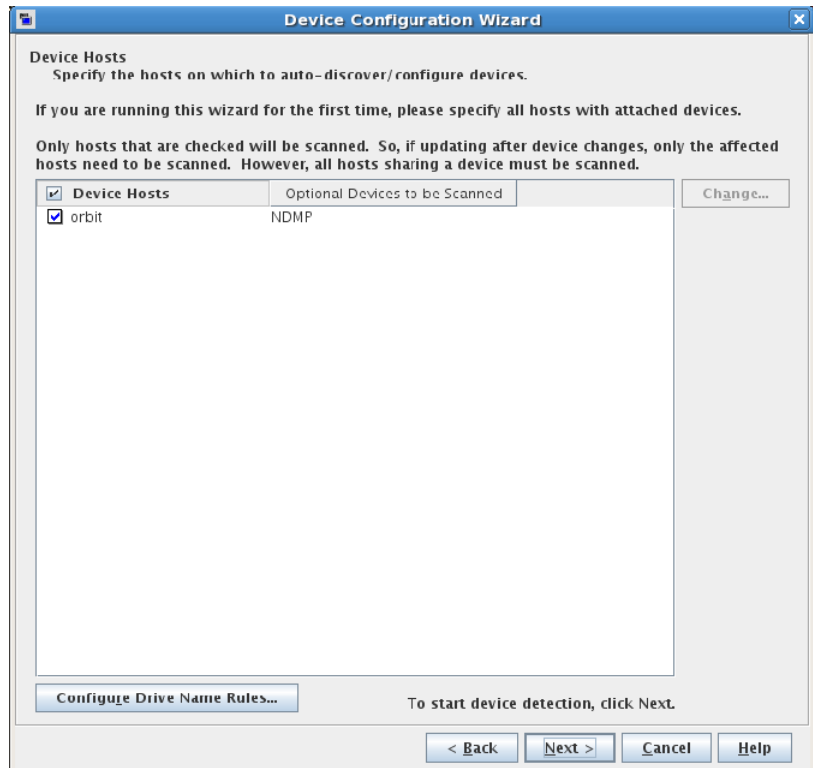 Device Configuration Wizard
Device Hosts
Specify the hosts on which to auto-discover/configure devices.
If you are running this wizard for the first time, please specify all hosts with attached devices.
Only hosts that are checked will be scanned. So, if updating after device changes, only the affected
hosts need to be scanned. However, all hosts sharing a device must be scanned.
Device Hosts Optional Devices to be Scanned Change...
orbit NDMP
Configure Drive Name Rules... To start device detection, click Next.
< Back Next > Cancel Help